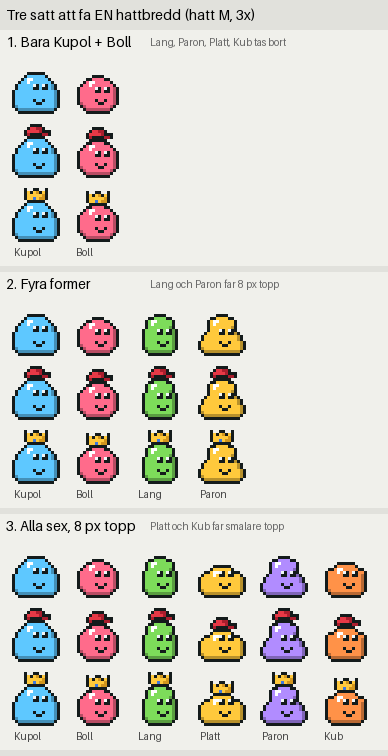 Tre satt att fa EN hattbredd (hatt M, 3x)
1. Bara Kupol + Boll Lang, Paron, Platt, Kub tas bort
Kupol Boll
2. Fyra former Lang och Paron far 8 px topp
Kupol Boll Lang Paron
3. Alla sex, 8 px topp Platt och Kub far smalare topp
Kupol Boll Lang Platt Paron Kub